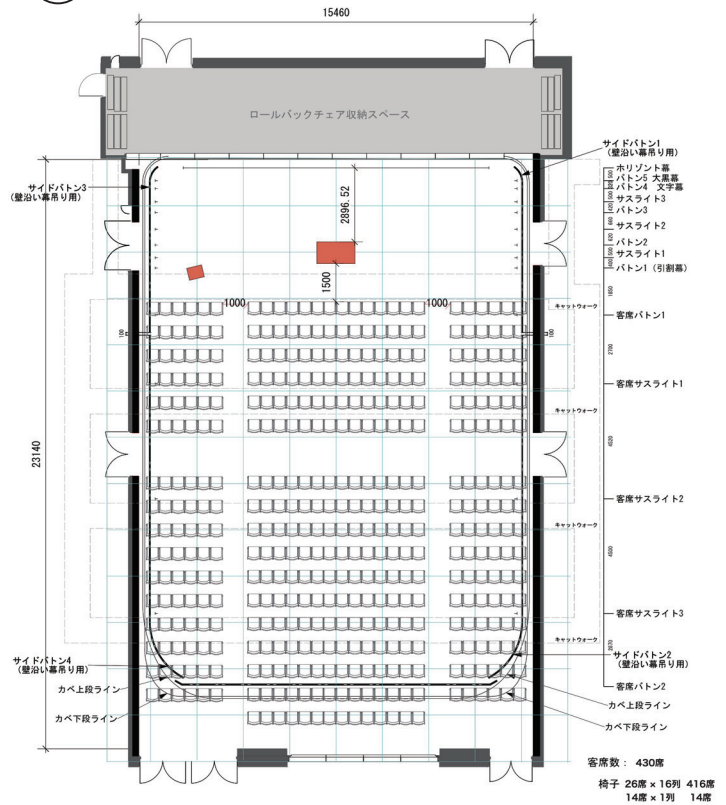 15460
ロールバックチェア収納スペース
サイドバトン1
(壁沿い幕吊り用)
サイドバトン3
(壁沿い幕吊り用)
ホリゾント幕
バトン5 大黒幕
バトン4 文字幕
サスライト3
バトン3
サスライト2
バトン2
サスライト1
バトン1 (引割幕)
500
500
420
660
620
500
400
1850
2896.52
1500
1000
1000
キャットウォーク
客席バトン1
100
100
2700
客席サスライト1
キャットウォーク
23140
4520
客席サスライト2
キャットウォーク
4500
客席サスライト3
キャットウォーク
2870
サイドバトン4
(壁沿い幕吊り用)
サイドバトン2
(壁沿い幕吊り用)
カベ上段ライン
客席バトン2
カベ上段ライン
カベ下段ライン
カベ下段ライン
客席数： 430席
椅子 26席 × 16列 416席
14席 × 1列 14席